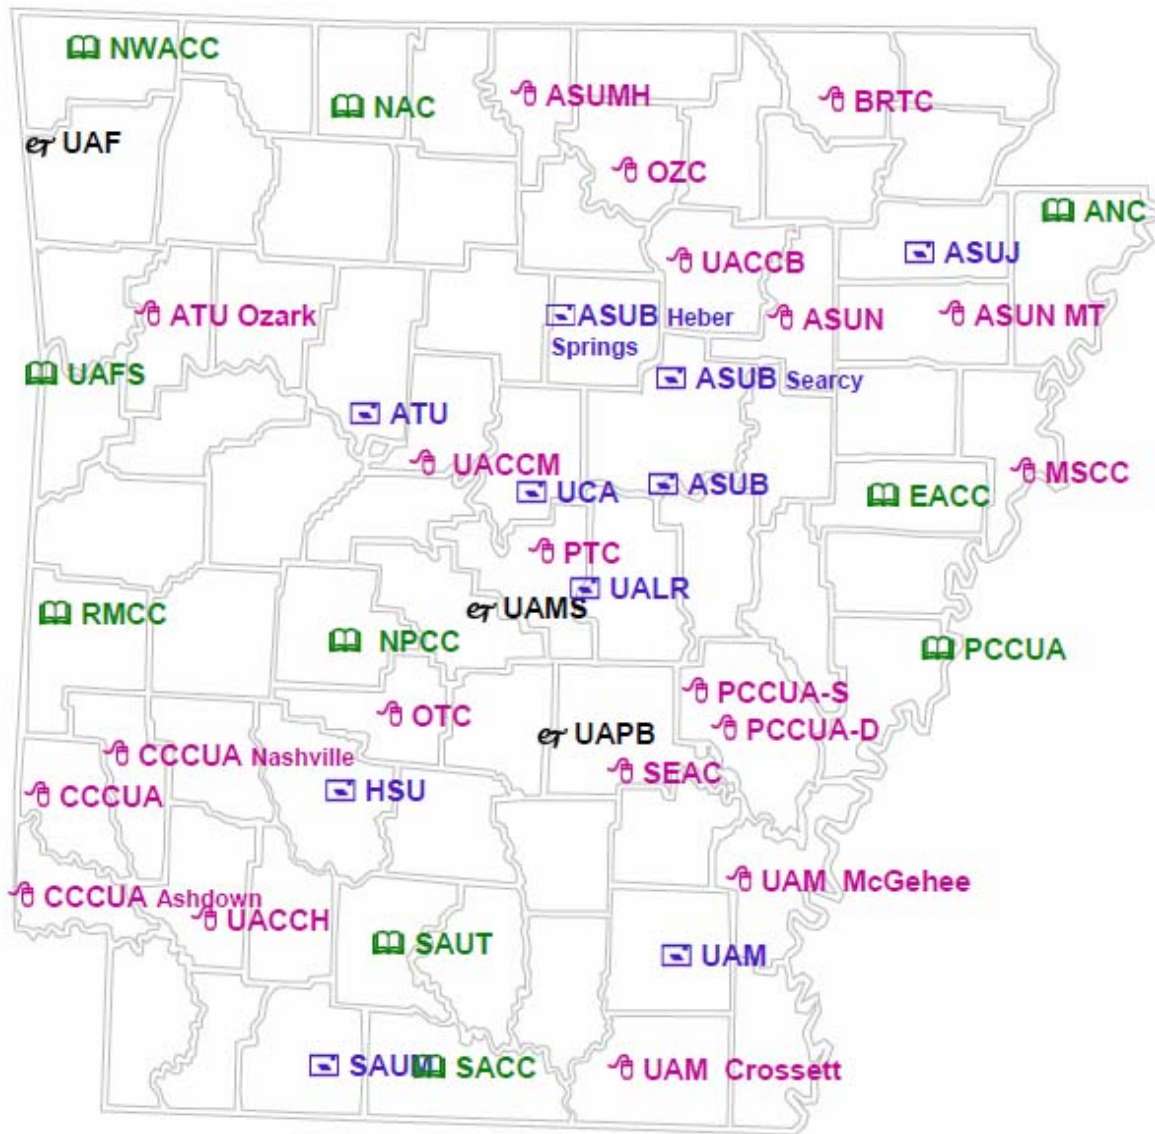 NWACC
NAC
ASUMH
BRTC
UAF
OZC
ANC
ASUJ
UACCB
ATU Ozark
ASUB Heber
Springs
ASUN
ASUN MT
UAFS
ASUB Searcy
ATU
UACCM
MSCC
UCA
ASUB
EACC
PTC
UALR
RMCC
UAMS
NPCC
PCCUA
PCCUA-S
OTC
PCCUA-D
UAPB
CCCUA Nashville
SEAC
CCCUA
HSU
UAM McGehee
CCCUA Ashdown
UACCH
SAUT
UAM
SAUM
SACC
UAM Crossett